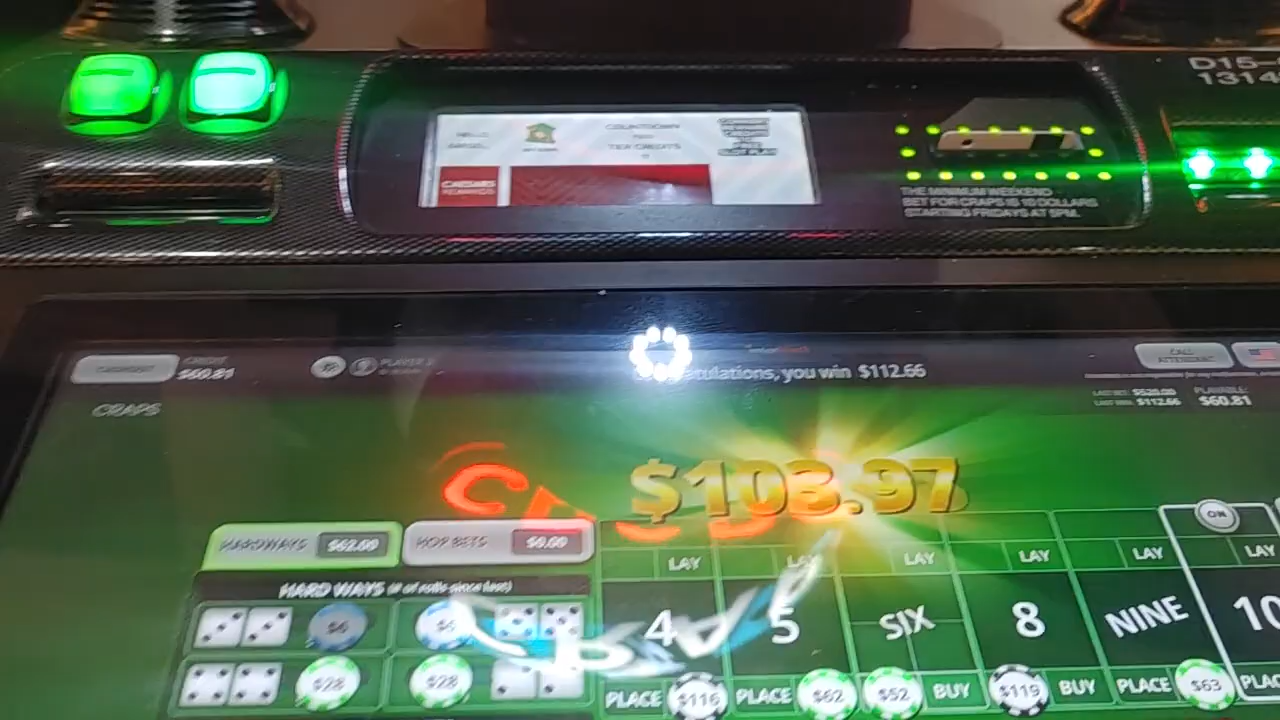 D15-
1314
HELLO
COUNTDOWN
TIER CREDITS
CAESARS
REWARDS
THE MINIMUM WEEKEND
BET FOR CRAPS IS 10 DOLLARS
STARTING FRIDAYS AT 5PM.
CREDIT
$60.81
PLAYER 2
tulations, you win $112.66
CALL
ATTENDANT
LAST BET: $520.00
LAST WIN: $112.66
PLAYABLE:
$60.81
CRAPS
$103.97
ON
HARDWAYS $62.00
HOP BETS $0.00
LAY LAY LAY LAY LAY LAY
HARD WAYS (# of rolls since last)
$6 $6
4 5 SIX 8 NINE 10
$28 $28
PLACE $116 PLACE $62 $52 BUY $119 BUY PLACE $63 PLAC